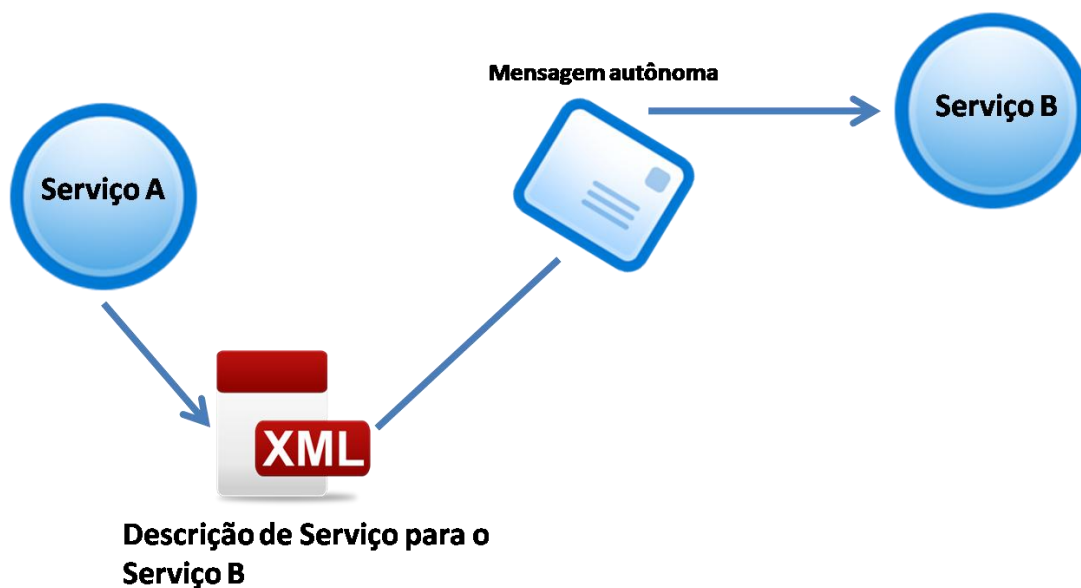 Mensagem autônoma
Serviço B
Serviço A
XML
Descrição de Serviço para o
Serviço B